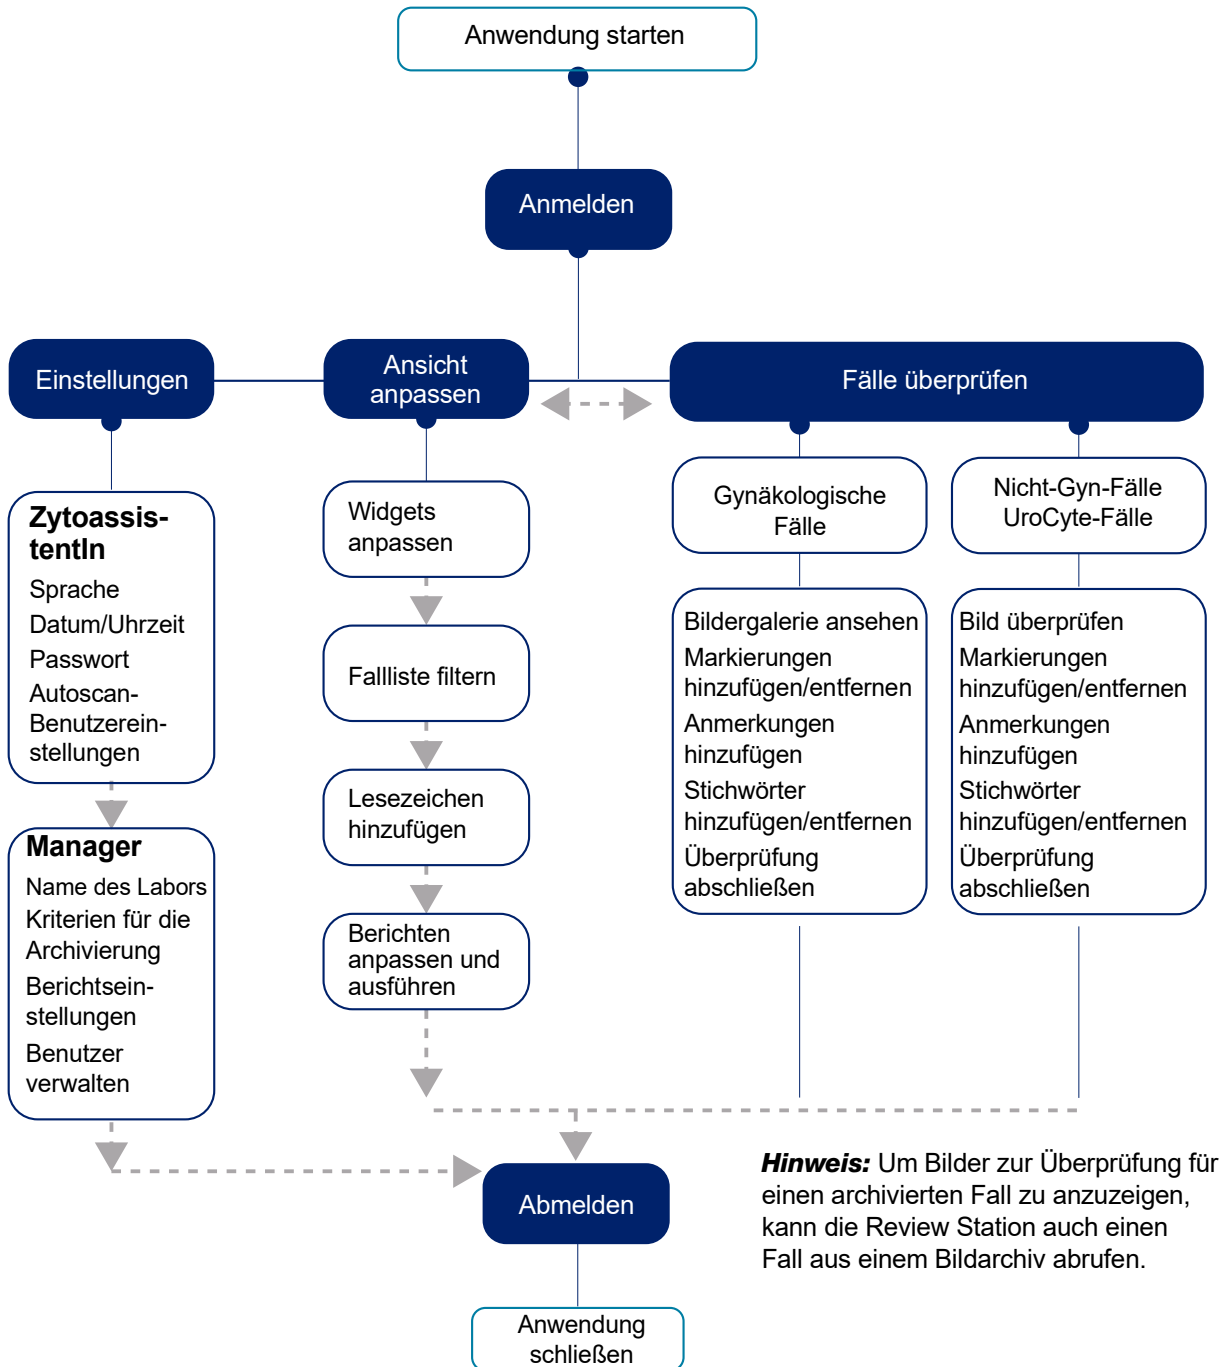 Anwendung starten
Anmelden
Einstellungen
Ansicht
anpassen
Fälle überprüfen
Zytoassis-
tentIn
Sprache
Datum/Uhrzeit
Passwort
Autoscan-
Benutzerein-
stellungen
Manager
Name des Labors
Kriterien für die
Archivierung
Berichtsein-
stellungen
Benutzer
verwalten
Widgets
anpassen
Fallliste filtern
Lesezeichen
hinzufügen
Berichten
anpassen und
ausführen
Gynäkologische
Fälle
Bildergalerie ansehen
Markierungen
hinzufügen/entfernen
Anmerkungen
hinzufügen
Stichwörter
hinzufügen/entfernen
Überprüfung
abschließen
Nicht-Gyn-Fälle
UroCyte-Fälle
Bild überprüfen
Markierungen
hinzufügen/entfernen
Anmerkungen
hinzufügen
Stichwörter
hinzufügen/entfernen
Überprüfung
abschließen
Abmelden
Hinweis: Um Bilder zur Überprüfung für
einen archivierten Fall zu anzuzeigen,
kann die Review Station auch einen
Fall aus einem Bildarchiv abrufen.
Anwendung
schließen